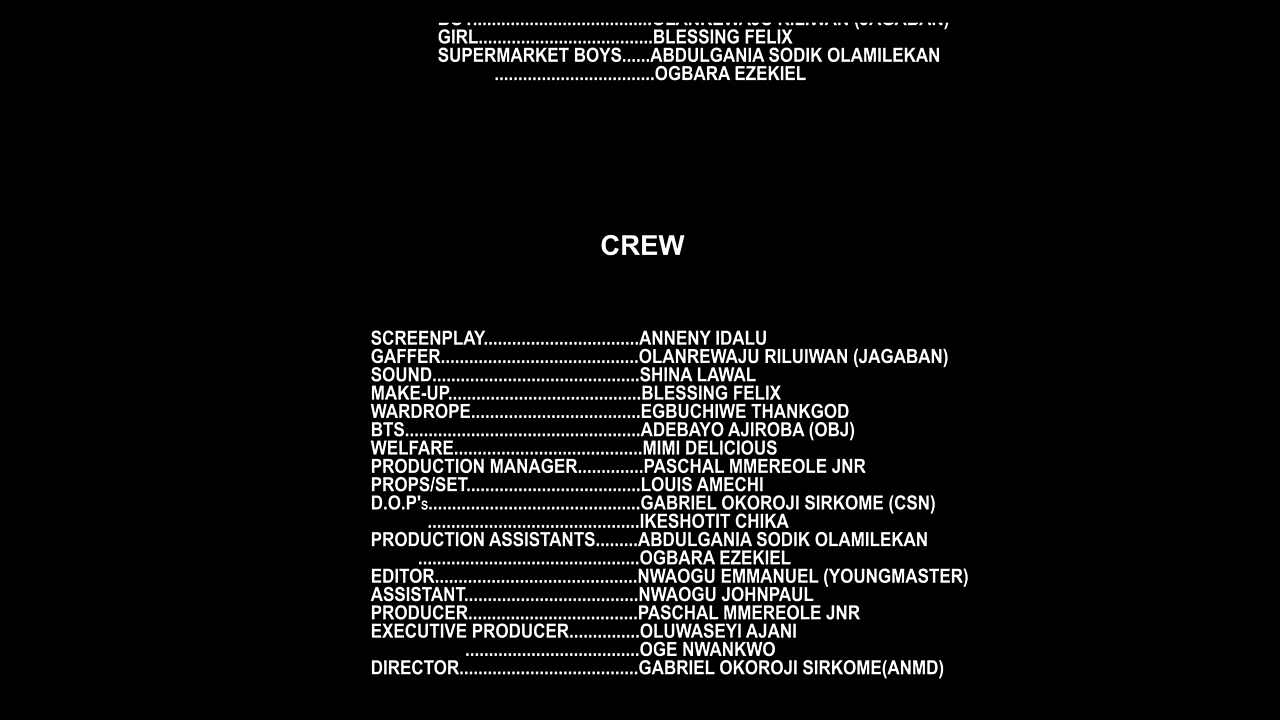 GIRL.....................................BLESSING FELIX
SUPERMARKET BOYS......ABDULGANIA SODIK OLAMILEKAN
..................................OGBARA EZEKIEL
CREW
SCREENPLAY.................................ANNENY IDALU
GAFFER..........................................OLANREWAJU RILUIWAN (JAGABAN)
SOUND............................................SHINA LAWAL
MAKE-UP.........................................BLESSING FELIX
WARDROPE....................................EGBUCHIWE THANKGOD
BTS..................................................ADEBAYO AJIROBA (OBJ)
WELFARE........................................MIMI DELICIOUS
PRODUCTION MANAGER..............PASCHAL MMEREOLE JNR
PROPS/SET.....................................LOUIS AMECHI
D.O.P's.............................................GABRIEL OKOROJI SIRKOME (CSN)
.............................................IKESHOTIT CHIKA
PRODUCTION ASSISTANTS.........ABDULGANIA SODIK OLAMILEKAN
...............................................OGBARA EZEKIEL
EDITOR...........................................NWAOGU EMMANUEL (YOUNGMASTER)
ASSISTANT.....................................NWAOGU JOHNPAUL
PRODUCER....................................PASCHAL MMEREOLE JNR
EXECUTIVE PRODUCER...............OLUWASEYI AJANI
.....................................OGE NWANKWO
DIRECTOR......................................GABRIEL OKOROJI SIRKOME(ANMD)